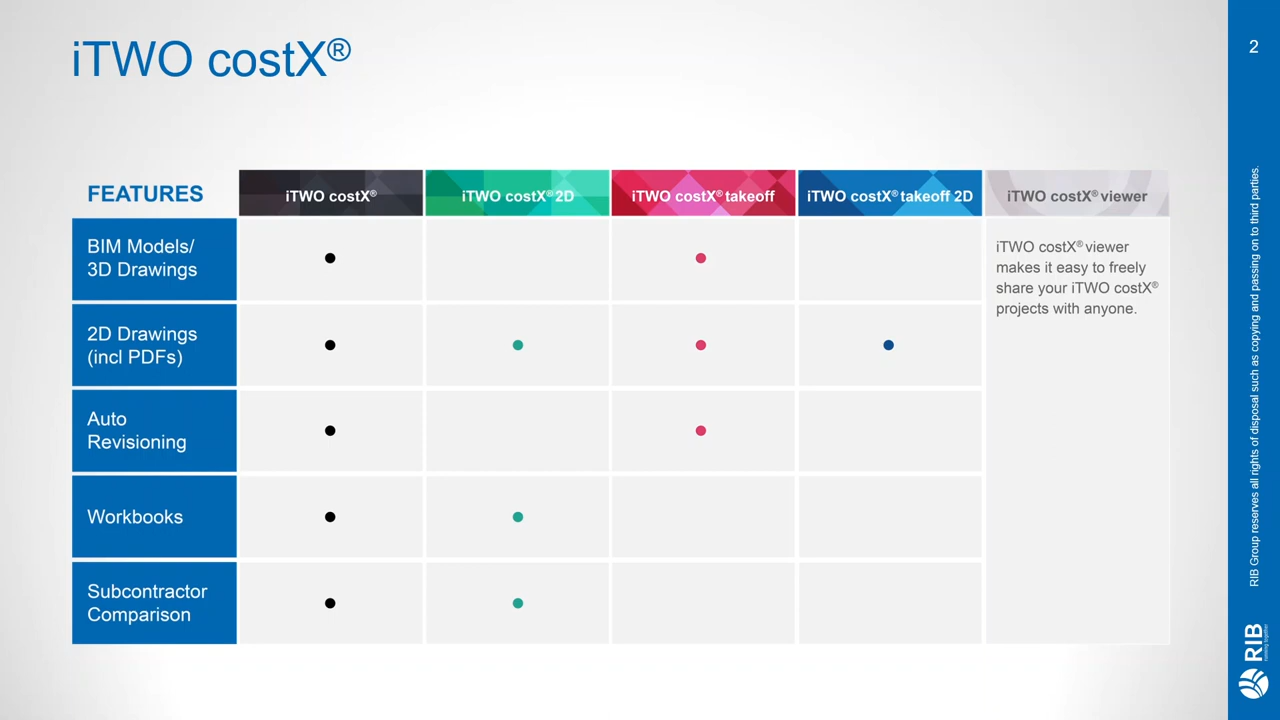 iTWO costX®
2
FEATURES
iTWO costX®
iTWO costX® 2D
iTWO costX® takeoff
iTWO costX® takeoff 2D
iTWO costX® viewer
BIM Models/
3D Drawings
iTWO costX® viewer
makes it easy to freely
share your iTWO costX®
projects with anyone.
2D Drawings
(incl PDFs)
Auto
Revisioning
Workbooks
Subcontractor
Comparison
RIB Group reserves all rights of disposal such as copying and passing on to third parties.
RIB
running together